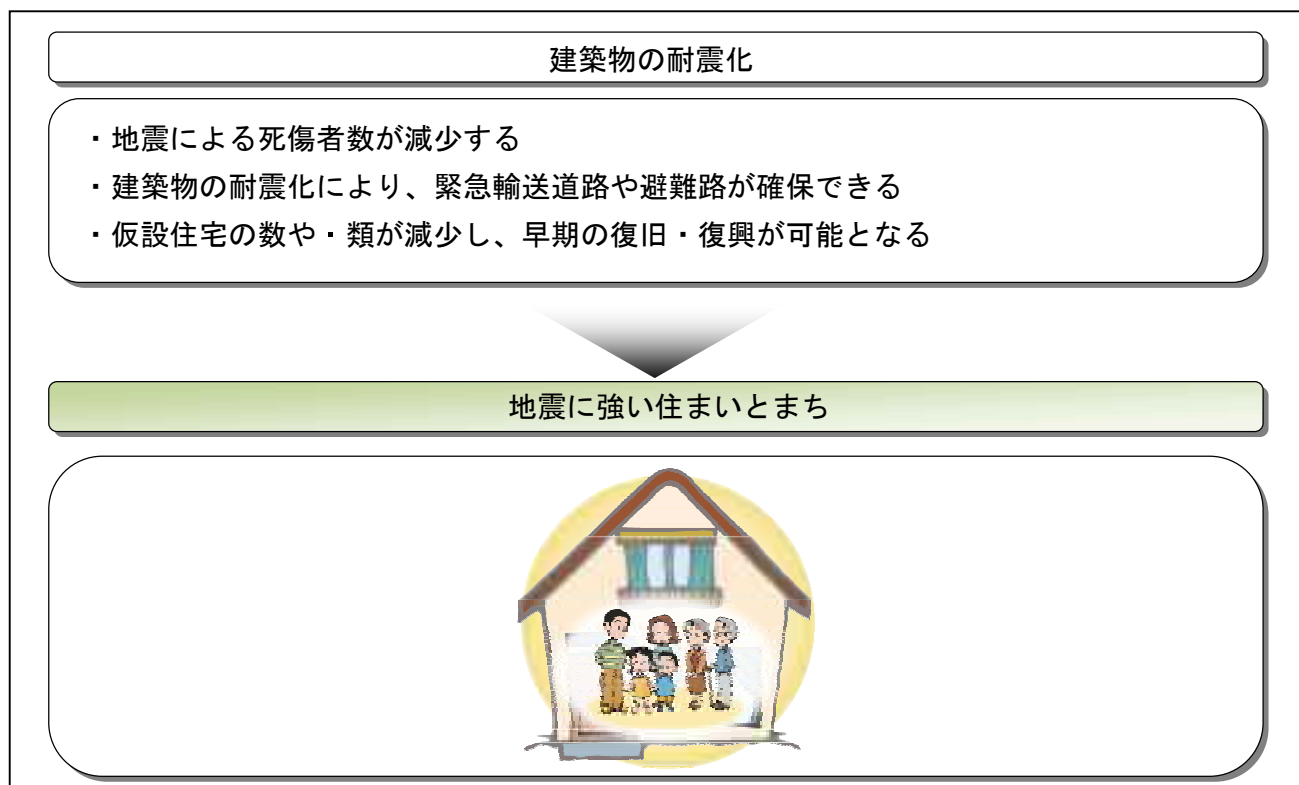 建築物の耐震化
・地震による死傷者数が減少する
・建築物の耐震化により、緊急輸送道路や避難路が確保できる
・仮設住宅の数や・類が減少し、早期の復旧・復興が可能となる
地震に強い住まいとまち